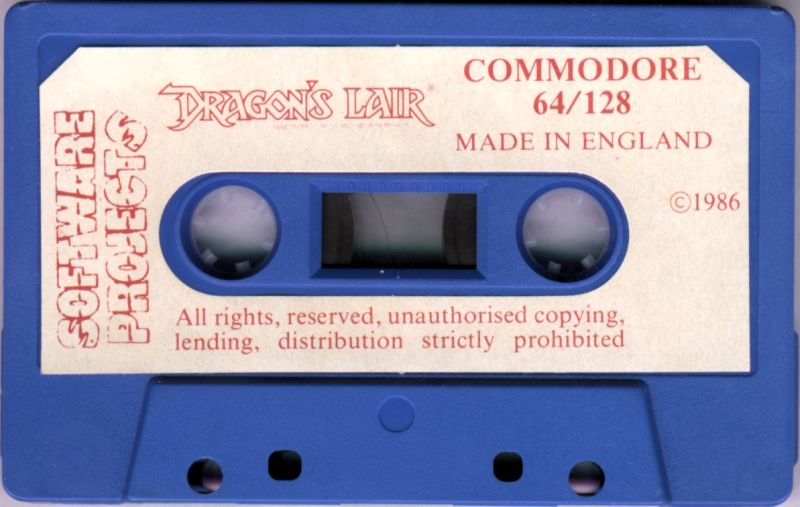 SOFTWARE
PROJECTS
DRAGON'S LAIR®
COMMODORE
64/128
MADE IN ENGLAND
©1986
All rights, reserved, unauthorised copying,
lending, distribution strictly prohibited